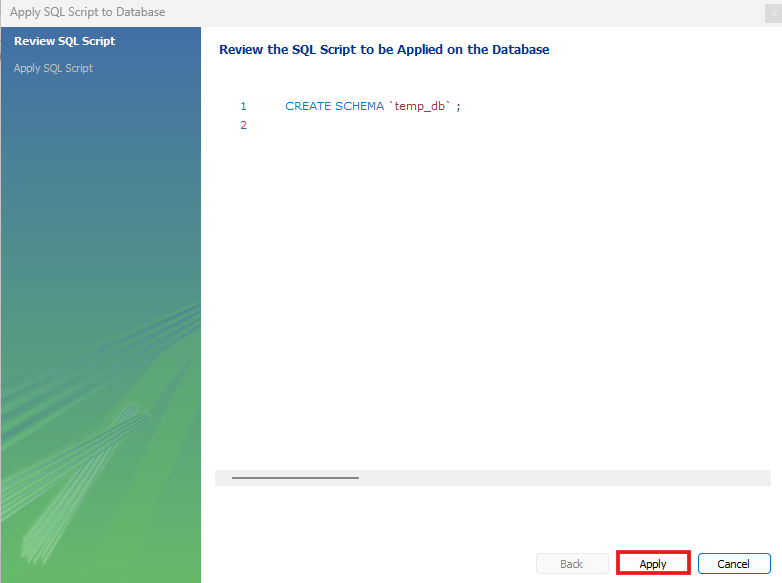 Apply SQL Script to Database
Review SQL Script
Apply SQL Script
Review the SQL Script to be Applied on the Database
1 CREATE SCHEMA `temp_db` ;
2
Back Apply Cancel